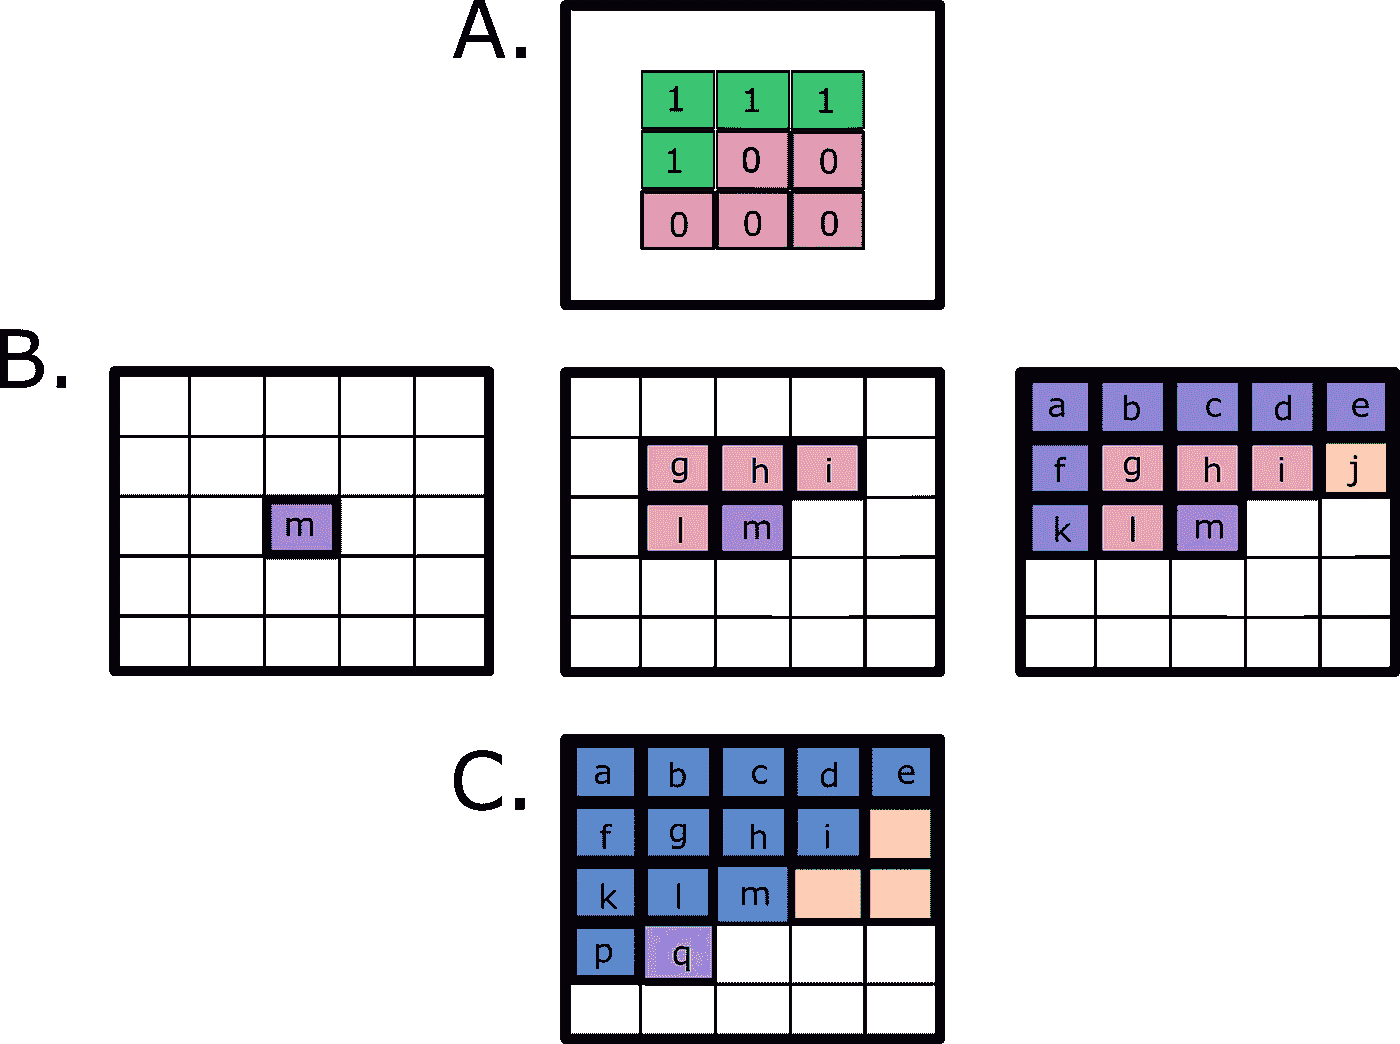 A.
1 1 1
1 0 0
0 0 0
B.
m
g h i
l m
a b c d e
f g h i j
k l m
C.
a b c d e
f g h i
k l m
p q